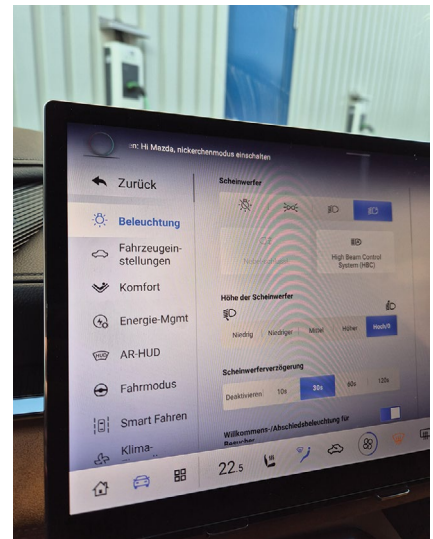 en: Hi Mazda, nickerchenmodus einschalten
Zurück
Beleuchtung
Fahrzeugein-
stellungen
Komfort
Energie-Mgmt
HUD
AR-HUD
Fahrmodus
Smart Fahren
Klima-
Scheinwerfer
High Beam Control
System (HBC)
Höhe der Scheinwerfer
Niedrig Niedriger Mittel Höher Hoch/0
Scheinwerferverzögerung
Deaktivieren 10s 30s 60s 120s
Willkommens-/Abschiedsbeleuchtung für
Besucher
22.5